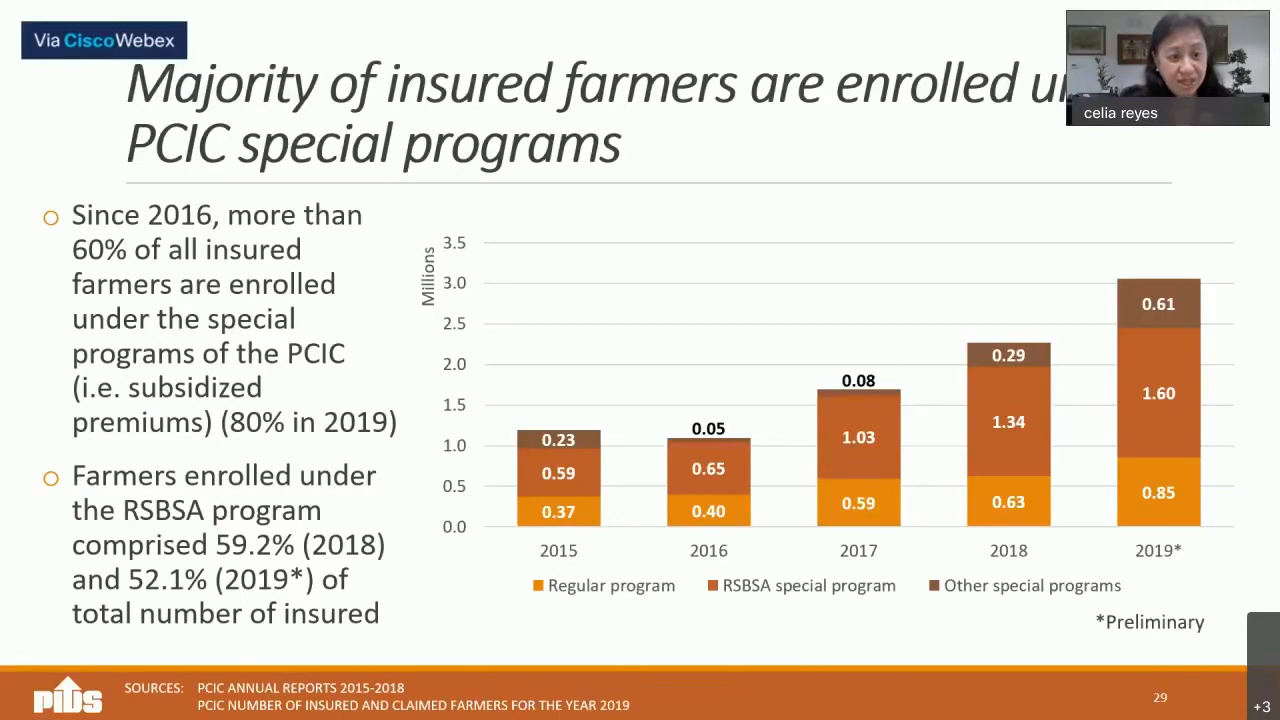 Via CiscoWebex
celia reyes
Majority of insured farmers are enrolled
PCIC special programs
Since 2016, more than
60% of all insured
farmers are enrolled
under the special
programs of the PCIC
(i.e. subsidized
premiums) (80% in 2019)
Farmers enrolled under
the RSBSA program
comprised 59.2% (2018)
and 52.1% (2019*) of
total number of insured
Millions
3.5
3.0
2.5
2.0
1.5
1.0
0.5
0.0
0.23
0.59
0.37
0.05
0.65
0.40
0.08
1.03
0.59
0.29
1.34
0.63
0.61
1.60
0.85
2015 2016 2017 2018 2019*
Regular program RSBSA special program Other special programs
*Preliminary
PIDS
SOURCES: PCIC ANNUAL REPORTS 2015-2018
PCIC NUMBER OF INSURED AND CLAIMED FARMERS FOR THE YEAR 2019
29
+3